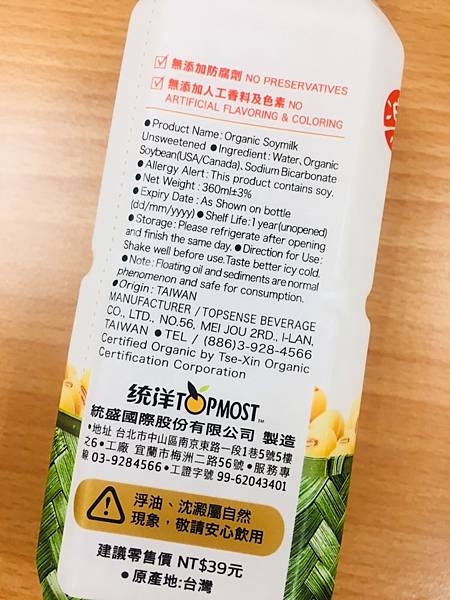 無添加防腐劑 NO PRESERVATIVES
無添加人工香料及色素 NO
ARTIFICIAL FLAVORING & COLORING
●Product Name : Organic Soymilk
Unsweetened ●Ingredient : Water, Organic
Soybean(USA/Canada), Sodium Bicarbonate
●Allergy Alert : This product contains soy.
●Net Weight : 360ml±3%
●Expiry Date : As Shown on bottle
(dd/mm/yyyy) ●Shelf Life : 1 year(unopened)
●Storage : Please refrigerate after opening
and finish the same day. ●Direction for Use :
Shake well before use.Taste better icy cold.
●Note : Floating oil and sediments are normal
phenomenon and safe for consumption.
●Origin : TAIWAN
MANUFACTURER / TOPSENSE BEVERAGE
CO., LTD., NO.56, MEI JOU 2RD., I-LAN,
TAIWAN ●TEL / (886)3-928-4566
Certified Organic by Tse-Xin Organic
Certification Corporation
統洋TOPMOST™
統盛國際股份有限公司 製造
●地址 台北市中山區南京東路一段1巷5號5樓
之6●工廠 宜蘭市梅洲二路56號●服務專
線 03-9284566●工證字號 99-62043401
浮油、沈澱屬自然
現象，敬請安心飲用
建議零售價 NT$39元
●原產地:台灣